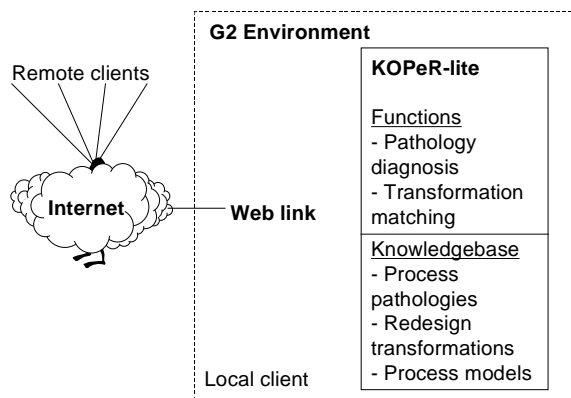 G2 Environment
Remote clients
Internet
Web link
KOPeR-lite
Functions
- Pathology
diagnosis
- Transformation
matching
Knowledgebase
- Process
pathologies
- Redesign
transformations
- Process models
Local client